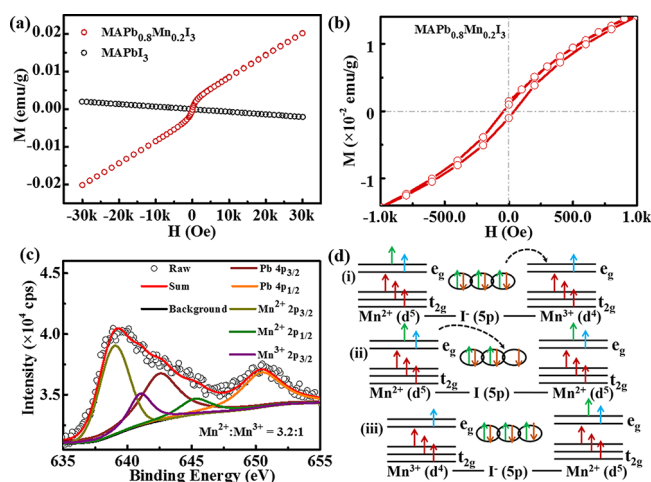 (a)
MAPb0.8Mn0.2I3
MAPbI3
M (emu/g)
0.02
0.01
0.00
-0.01
-0.02
-30k -20k -10k 0 10k 20k 30k
H (Oe)
(b)
MAPb0.8Mn0.2I3
M (×10-2 emu/g)
1
0
-1
-1.0k -500.0 0.0 500.0 1.0k
H (Oe)
(c)
Raw
Sum
Background
Pb 4p3/2
Pb 4p1/2
Mn2+ 2p3/2
Mn2+ 2p1/2
Mn3+ 2p3/2
Intensity (×104 cps)
4.5
4.0
3.5
Mn2+:Mn3+ = 3.2:1
635 640 645 650 655
Binding Energy (eV)
(d)
(i)
eg
eg
t2g
t2g
Mn2+ (d5) I- (5p) Mn3+ (d4)
(ii)
eg
eg
t2g
t2g
Mn2+ (d5) I (5p) Mn2+ (d5)
(iii)
eg
eg
t2g
t2g
Mn3+ (d4) I- (5p) Mn2+ (d5)